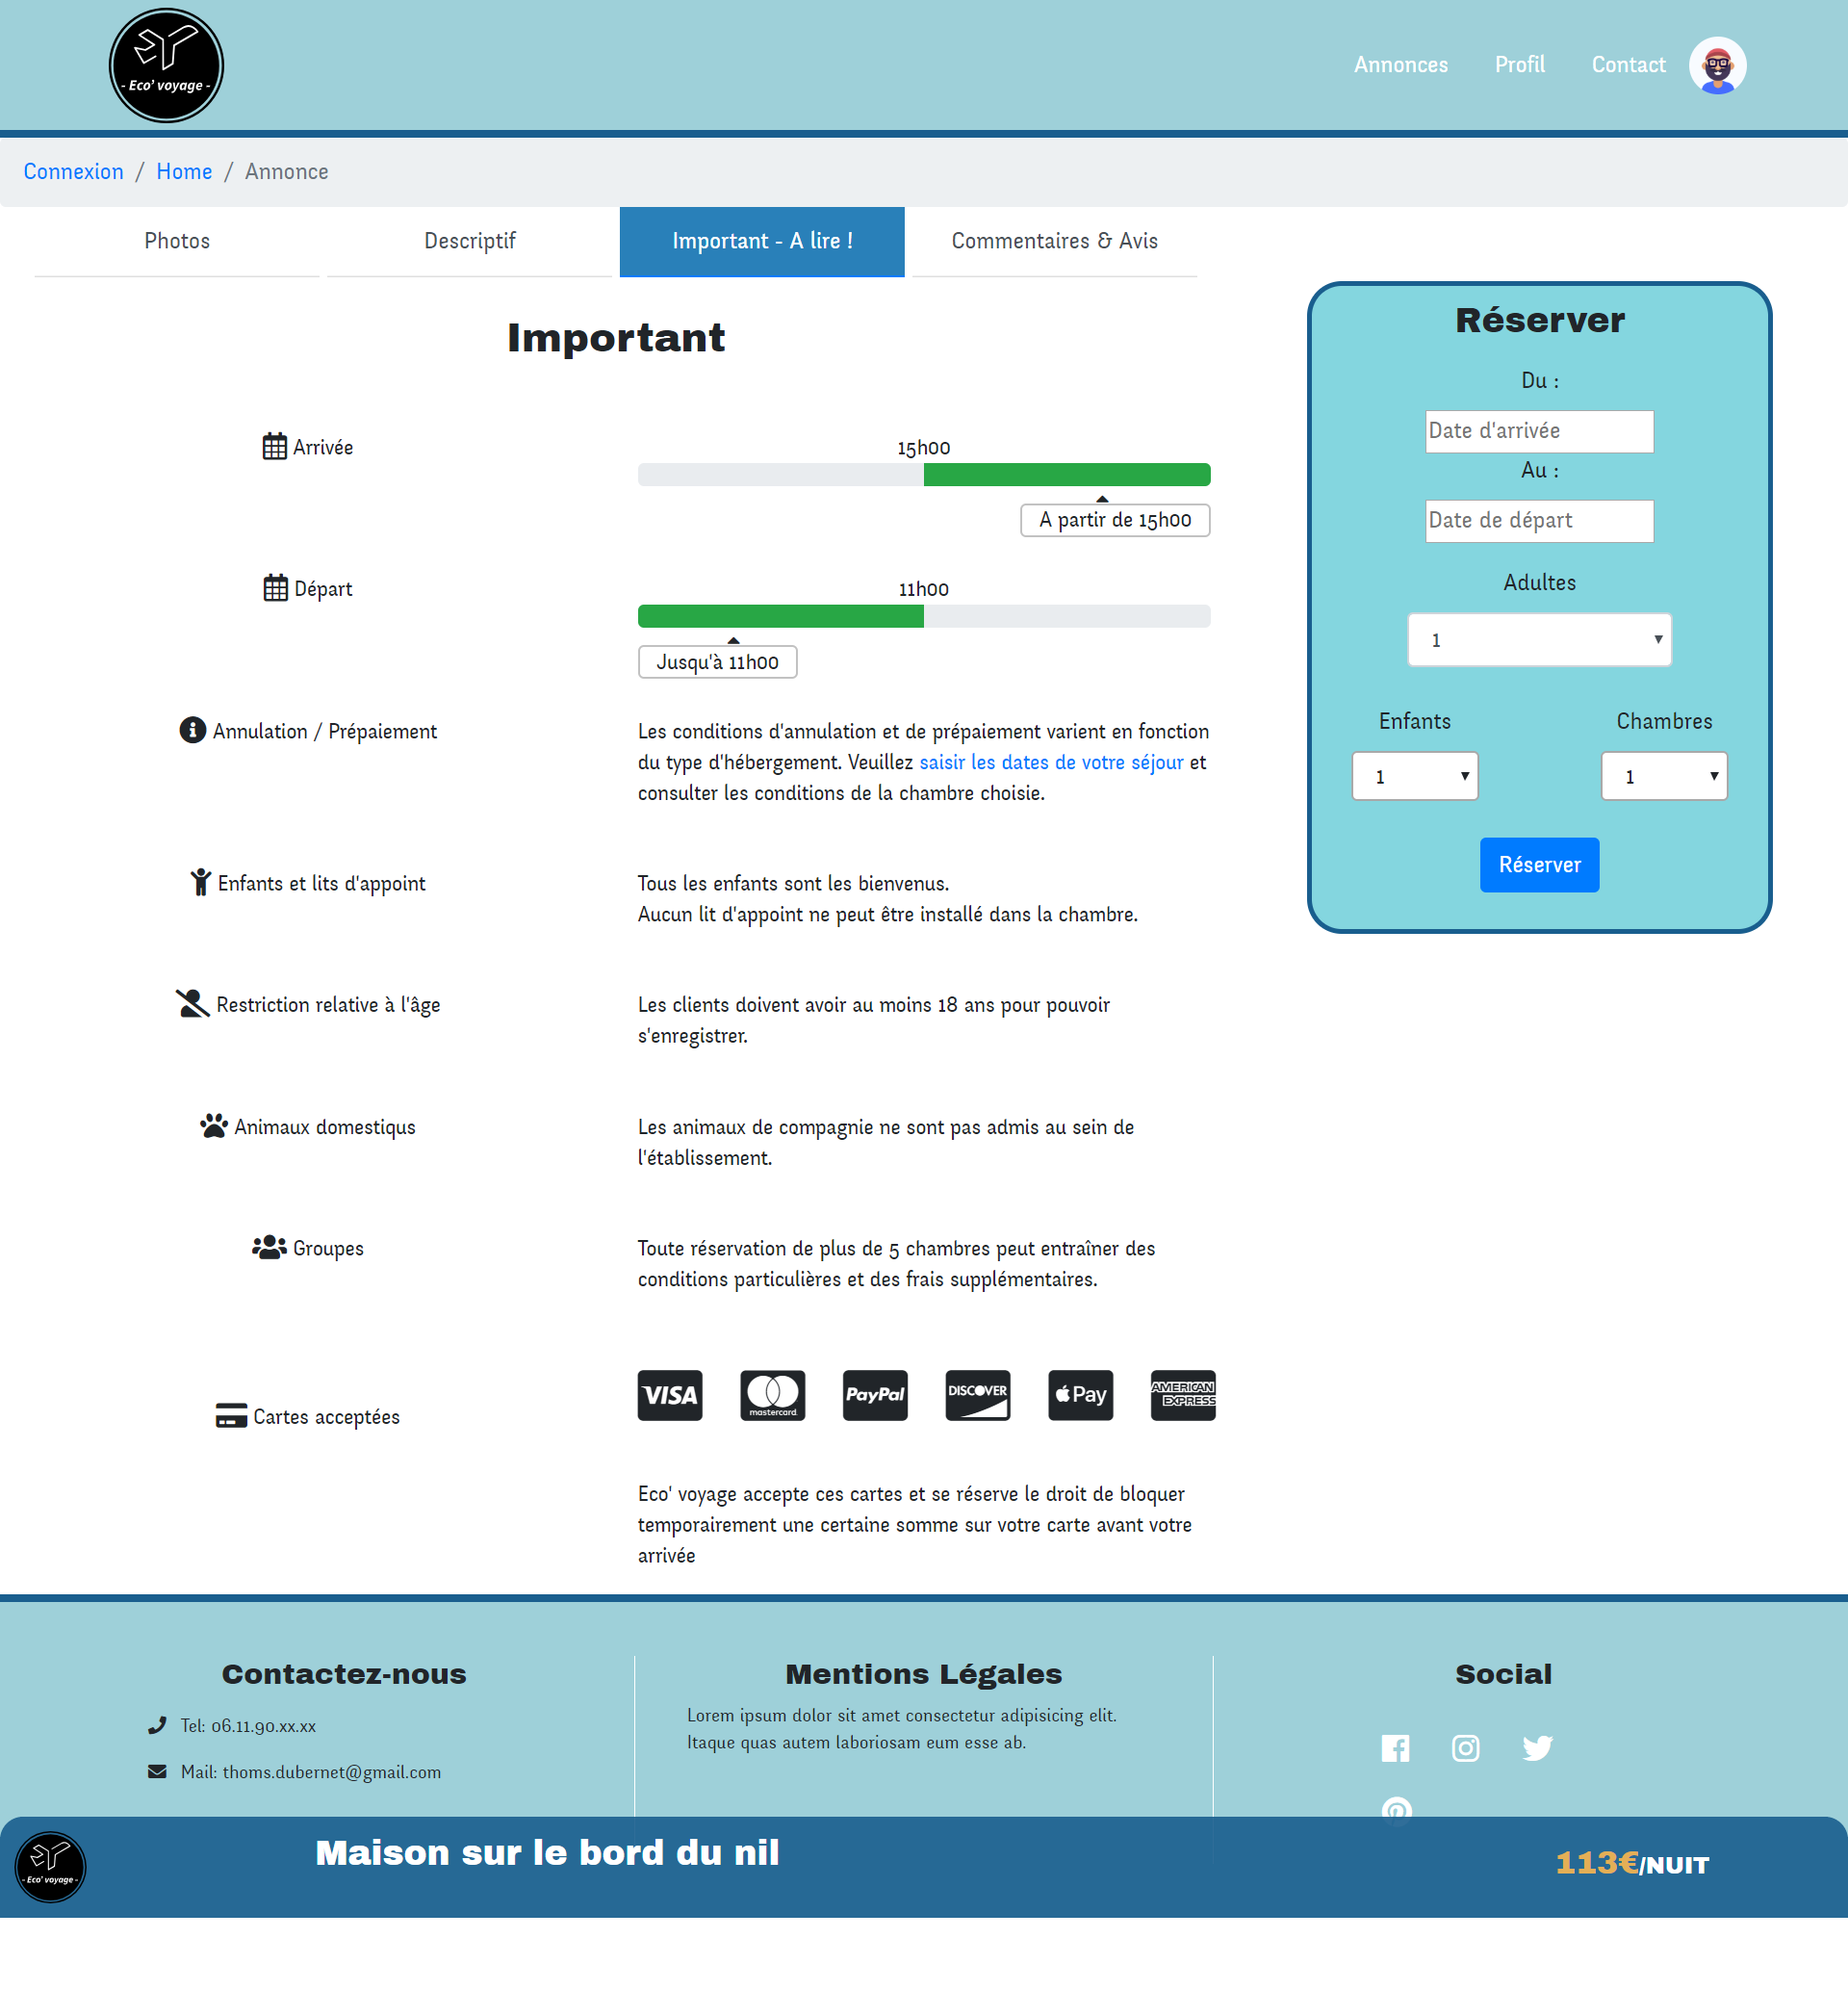 - Eco' voyage -
Annonces
Profil
Contact
Connexion / Home / Annonce
Photos
Descriptif
Important - A lire !
Commentaires & Avis
Important
Arrivée
15h00
A partir de 15h00
Départ
11h00
Jusqu'à 11h00
Annulation / Prépaiement
Les conditions d'annulation et de prépaiement varient en fonction
du type d'hébergement. Veuillez saisir les dates de votre séjour et
consulter les conditions de la chambre choisie.
Enfants et lits d'appoint
Tous les enfants sont les bienvenus.
Aucun lit d'appoint ne peut être installé dans la chambre.
Restriction relative à l'âge
Les clients doivent avoir au moins 18 ans pour pouvoir
s'enregistrer.
Animaux domestiqus
Les animaux de compagnie ne sont pas admis au sein de
l'établissement.
Groupes
Toute réservation de plus de 5 chambres peut entraîner des
conditions particulières et des frais supplémentaires.
Cartes acceptées
VISA
mastercard
PayPal
DISCOVER
Pay
AMERICAN
EXPRESS
Eco' voyage accepte ces cartes et se réserve le droit de bloquer
temporairement une certaine somme sur votre carte avant votre
arrivée
Réserver
Du :
Date d'arrivée
Au :
Date de départ
Adultes
1
Enfants
1
Chambres
1
Réserver
Contactez-nous
Tel: 06.11.90.xx.xx
Mail: thoms.dubernet@gmail.com
Mentions Légales
Lorem ipsum dolor sit amet consectetur adipisicing elit.
Itaque quas autem laboriosam eum esse ab.
Social
- Eco' voyage -
Maison sur le bord du nil
113€/NUIT